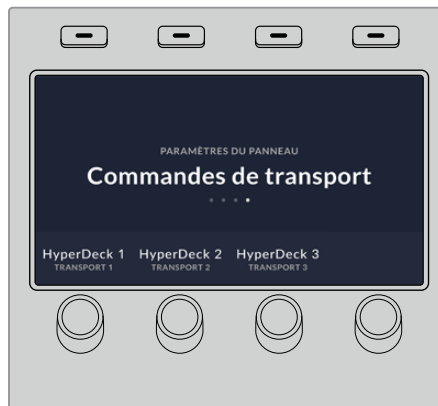 PARAMÈTRES DU PANNEAU
Commandes de transport
HyperDeck 1 HyperDeck 2 HyperDeck 3
TRANSPORT 1 TRANSPORT 2 TRANSPORT 3